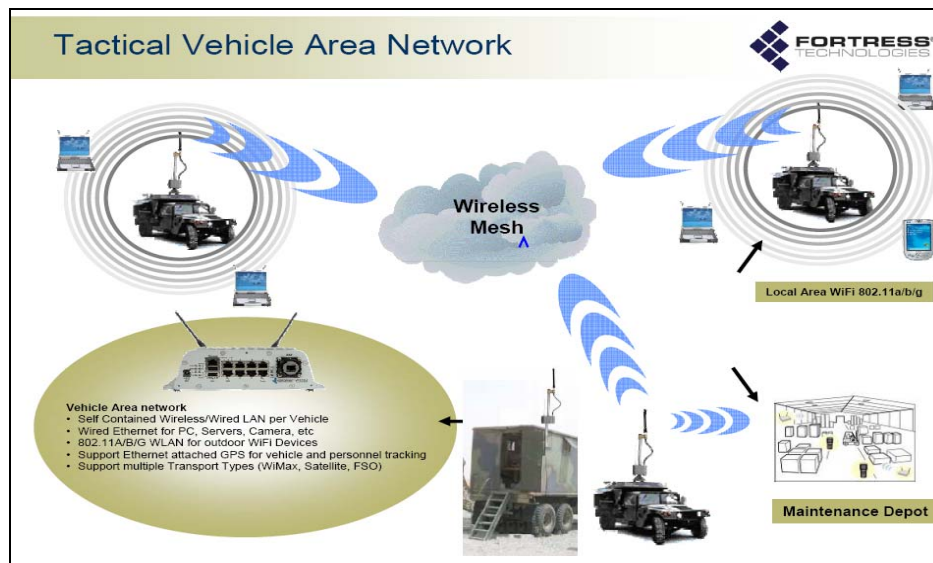 Tactical Vehicle Area Network
FORTRESS®
TECHNOLOGIES
Wireless
Mesh
^
Local Area WiFi 802.11a/b/g
Vehicle Area network
• Self Contained Wireless/Wired LAN per Vehicle
• Wired Ethernet for PC, Servers, Camera, etc
• 802.11A/B/G WLAN for outdoor WiFi Devices
• Support Ethernet attached GPS for vehicle and personnel tracking
• Support multiple Transport Types (WiMax, Satellite, FSO)
Maintenance Depot